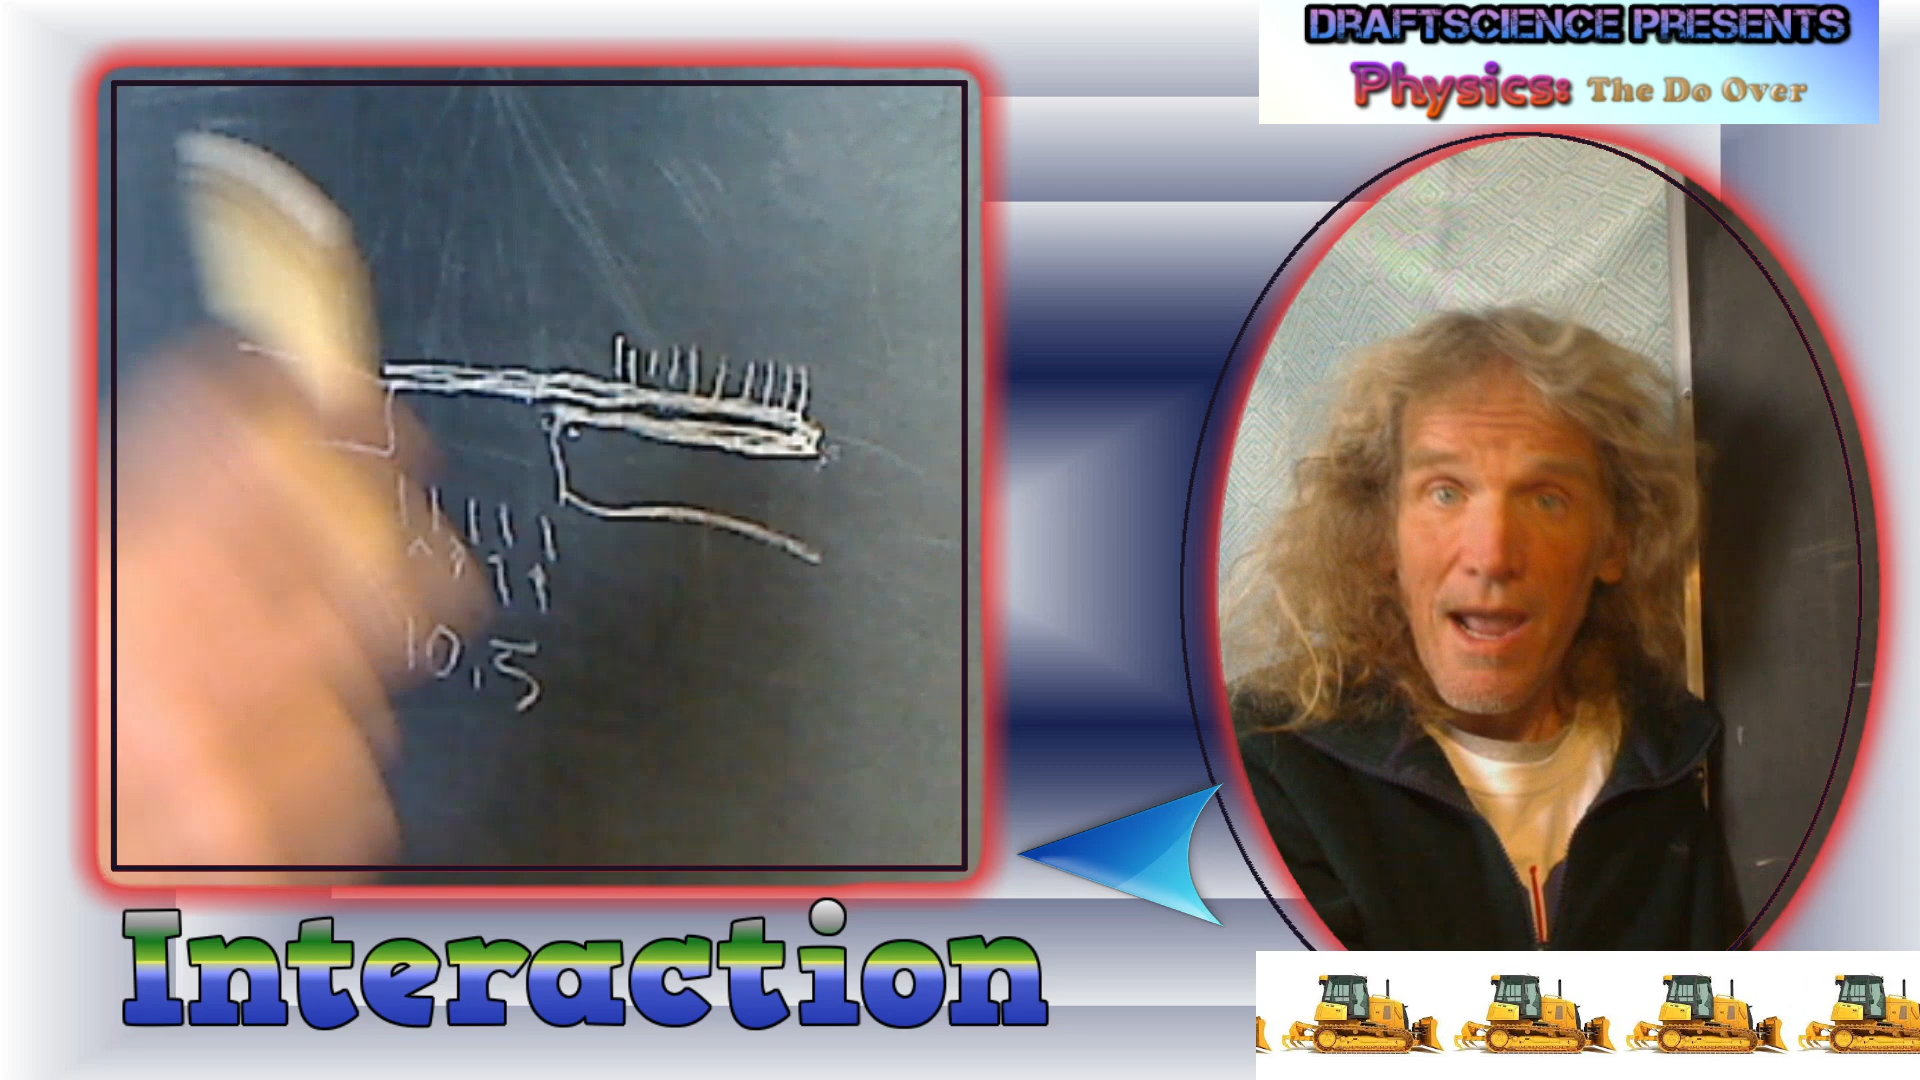 DRAFTSCIENCE PRESENTS
Physics: The Do Over
10.5
Interaction